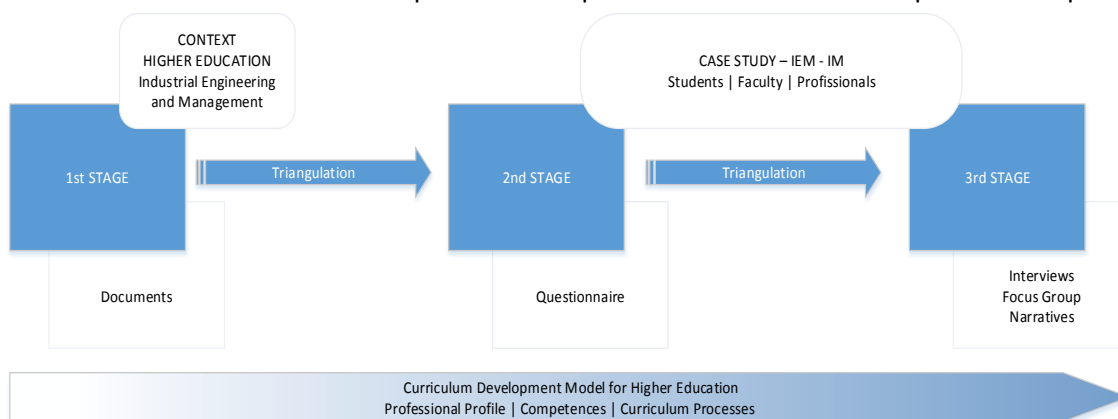 CONTEXT
HIGHER EDUCATION
Industrial Engineering
and Management
CASE STUDY – IEM - IM
Students | Faculty | Profissionals
1st STAGE
Triangulation
2nd STAGE
Triangulation
3rd STAGE
Documents
Questionnaire
Interviews
Focus Group
Narratives
Curriculum Development Model for Higher Education
Professional Profile | Competences | Curriculum Processes